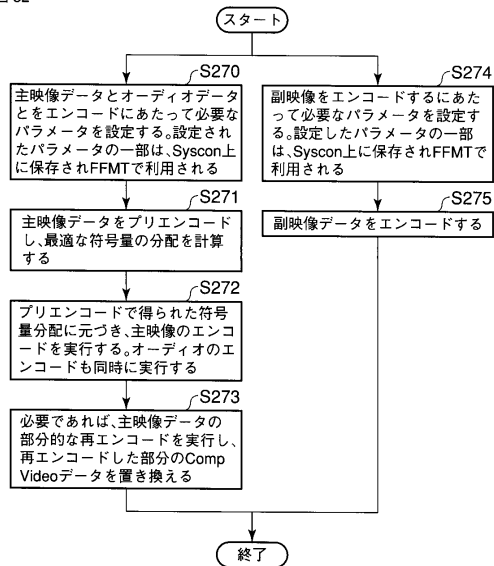 スタート
S270
主映像データとオーディオデータ
とをエンコードにあたって必要な
パラメータを設定する。設定され
たパラメータの一部は、Syscon上
に保存されFFMTで利用される
S271
主映像データをプリエンコード
し、最適な符号量の分配を計算
する
S272
プリエンコードで得られた符号
量分配に元づき、主映像のエンコ
ードを実行する。オーディオのエ
ンコードも同時に実行する
S273
必要であれば、主映像データの
部分的な再エンコードを実行し、
再エンコードした部分のComp
Videoデータを置き換える
S274
副映像をエンコードするにあた
って必要なパラメータを設定す
る。設定したパラメータの一部
は、Syscon上に保存されFFMTで
利用される
S275
副映像データをエンコードする
終了